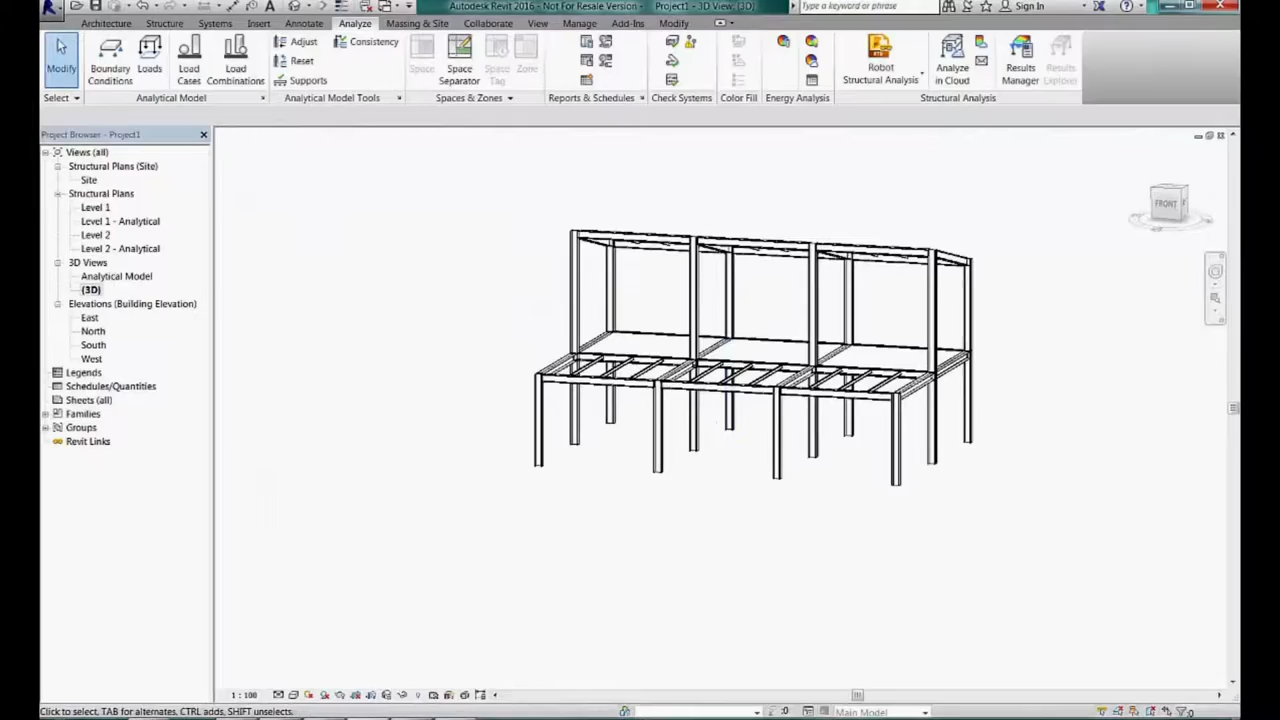 Autodesk Revit 2016 - Not For Resale Version - Project1 - 3D View: {3D}
Type a keyword or phrase
Sign In
Architecture Structure Systems Insert Annotate Analyze Massing & Site Collaborate View Manage Add-Ins Modify
Modify
Boundary Conditions
Loads
Load Cases
Load Combinations
Adjust
Reset
Supports
Consistency
Space
Space Separator
Space Tag
Zone
Robot Structural Analysis
Analyze in Cloud
Results Manager
Results Explorer
Select
Analytical Model
Analytical Model Tools
Spaces & Zones
Reports & Schedules
Check Systems
Color Fill
Energy Analysis
Structural Analysis
Project Browser - Project1
Views (all)
Structural Plans (Site)
Site
Structural Plans
Level 1
Level 1 - Analytical
Level 2
Level 2 - Analytical
3D Views
Analytical Model
{3D}
Elevations (Building Elevation)
East
North
South
West
Legends
Schedules/Quantities
Sheets (all)
Families
Groups
Revit Links
FRONT
1 : 100
Click to select, TAB for alternates, CTRL adds, SHIFT unselects.
:0
Main Model
:0